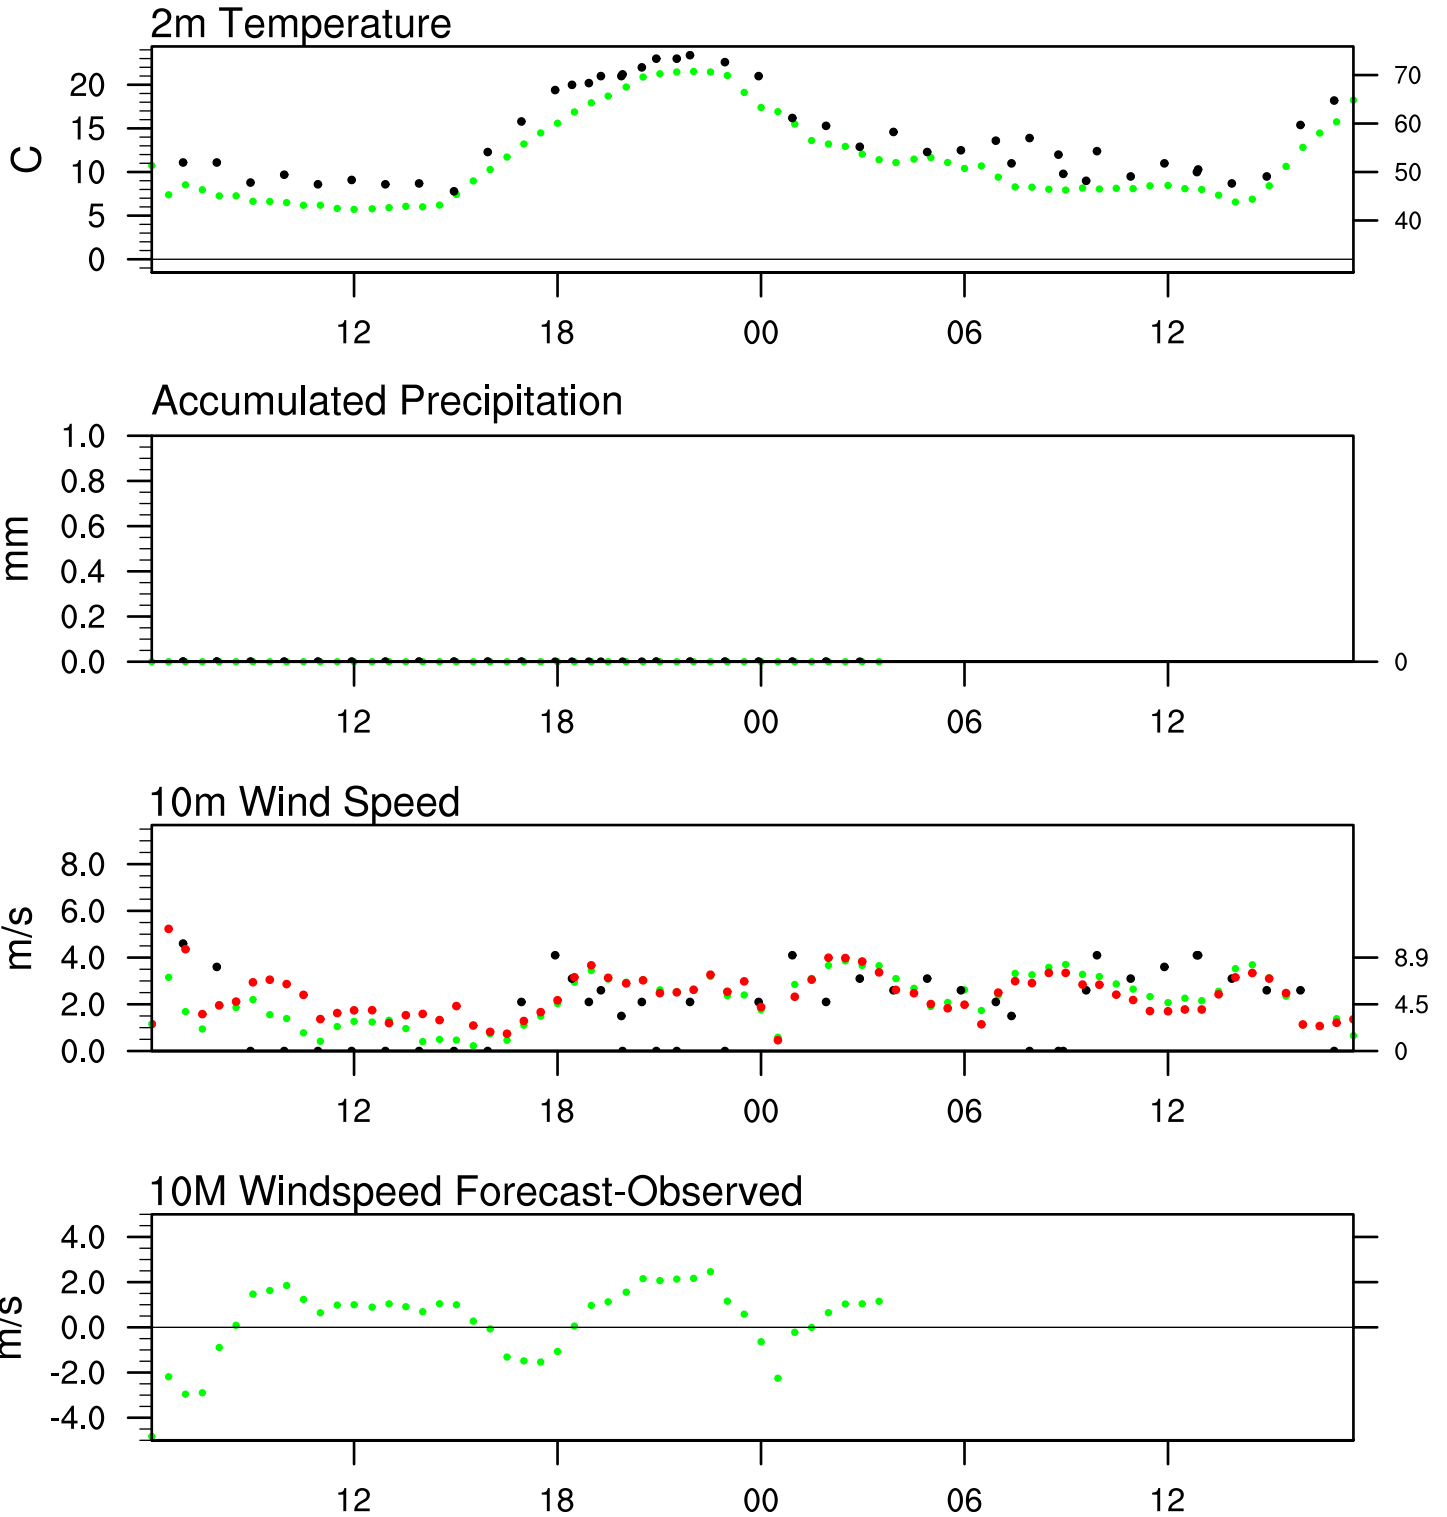 2m Temperature
20
15
10
5
0
C
70
60
50
40
12 18 00 06 12
Accumulated Precipitation
1.0
0.8
0.6
0.4
0.2
0.0
mm
0
12 18 00 06 12
10m Wind Speed
8.0
6.0
4.0
2.0
0.0
m/s
8.9
4.5
0
12 18 00 06 12
10M Windspeed Forecast-Observed
4.0
2.0
0.0
-2.0
-4.0
m/s
12 18 00 06 12